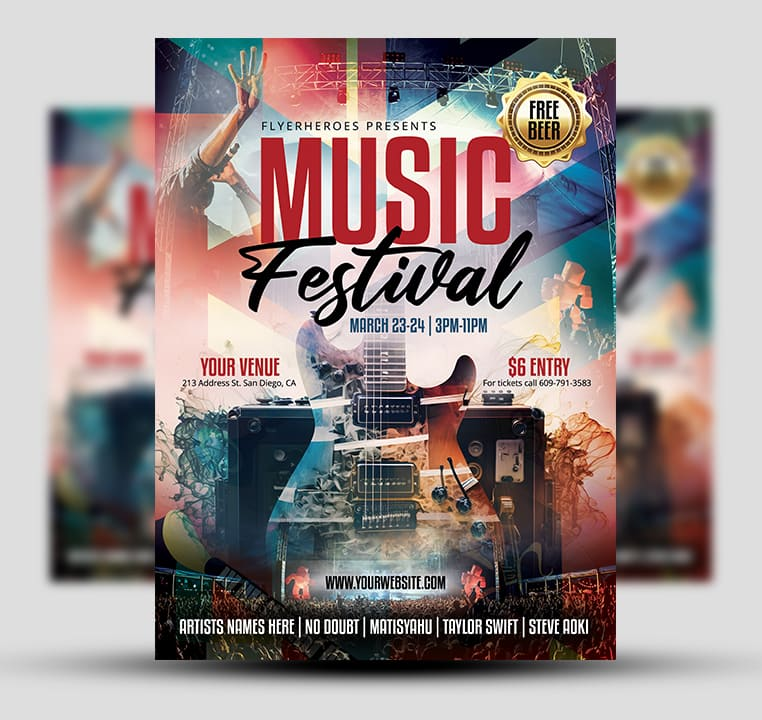 FLYERHEROES PRESENTS
FREE
BEER
MUSIC
Festival
MARCH 23-24 | 3PM-11PM
YOUR VENUE
213 Address St. San Diego, CA
$6 ENTRY
For tickets call 609-791-3583
WWW.YOURWEBSITE.COM
ARTISTS NAMES HERE | NO DOUBT | MATISYAHU | TAYLOR SWIFT | STEVE AOKI